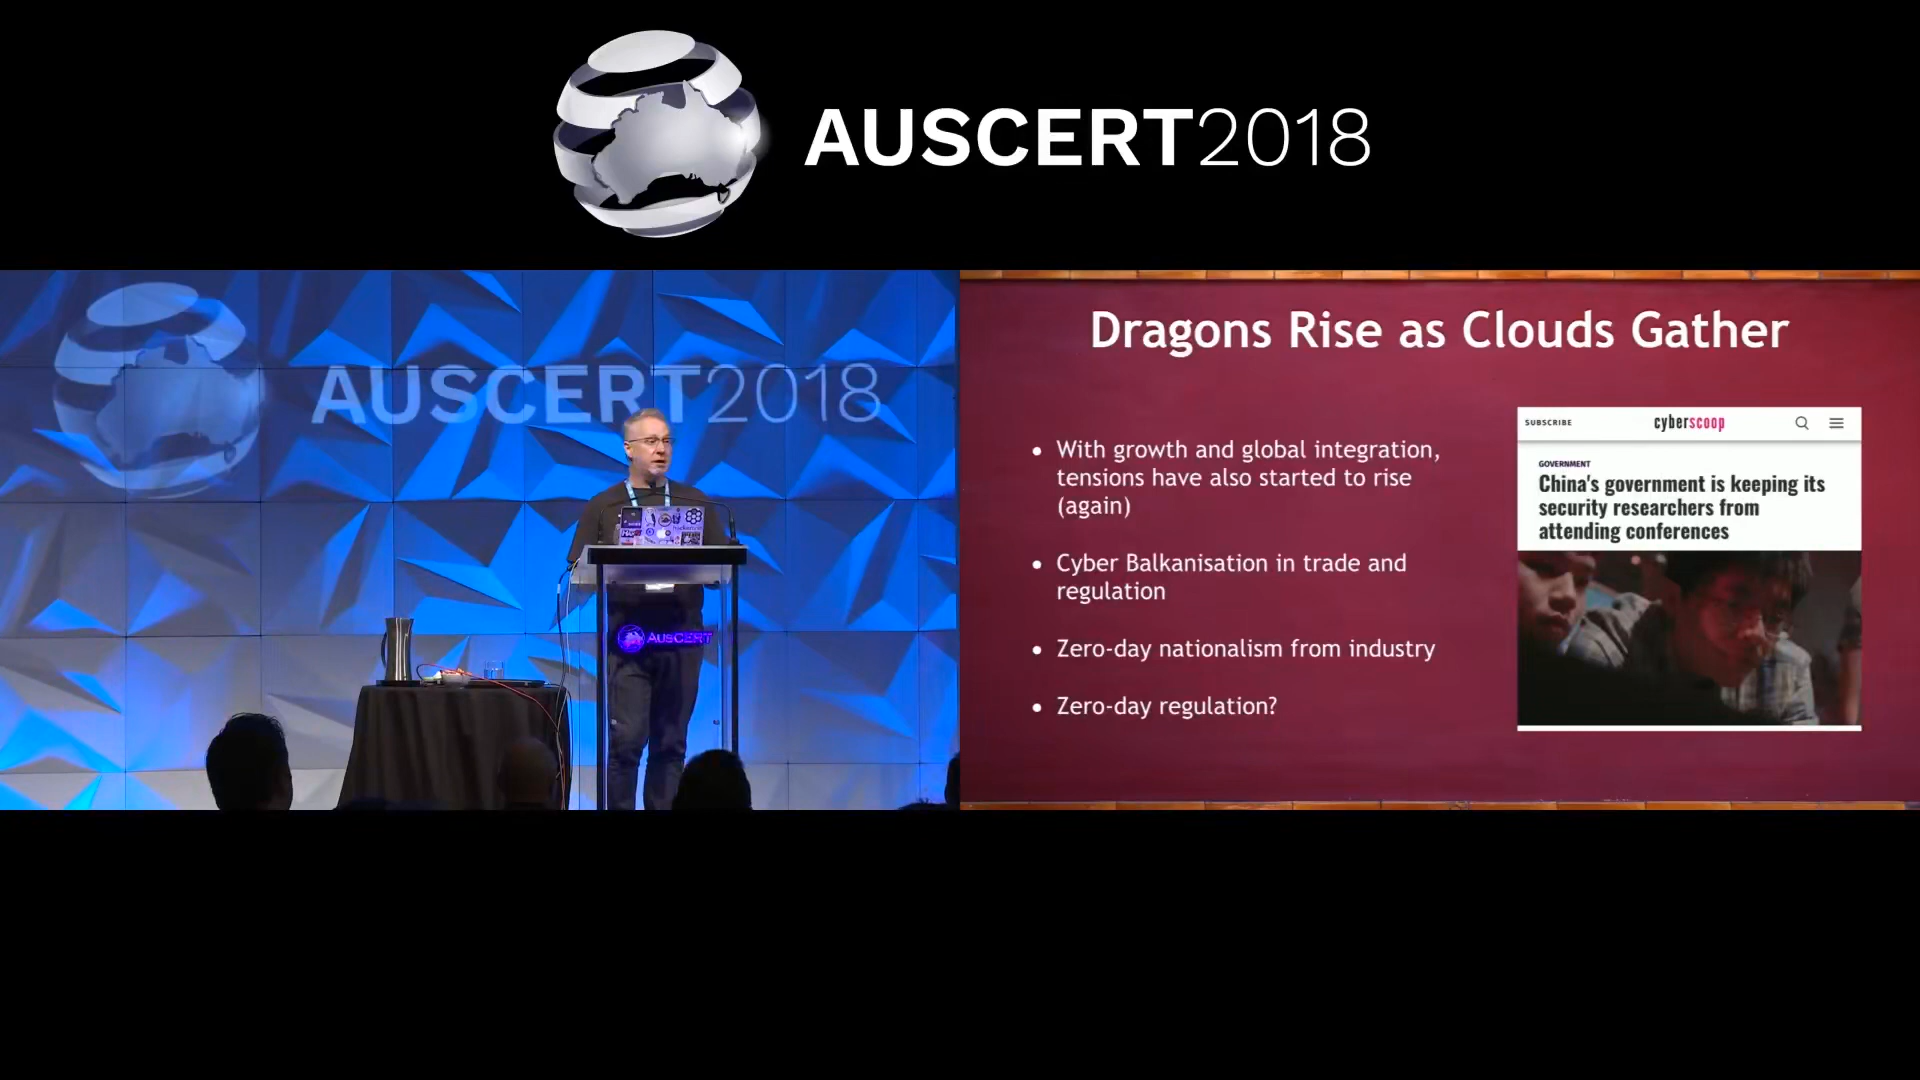 AUSCERT2018
AUSCERT2018
AUSCERT
Dragons Rise as Clouds Gather
• With growth and global integration,
tensions have also started to rise
(again)
• Cyber Balkanisation in trade and
regulation
• Zero-day nationalism from industry
• Zero-day regulation?
SUBSCRIBE
cyberscoop
GOVERNMENT
China's government is keeping its
security researchers from
attending conferences